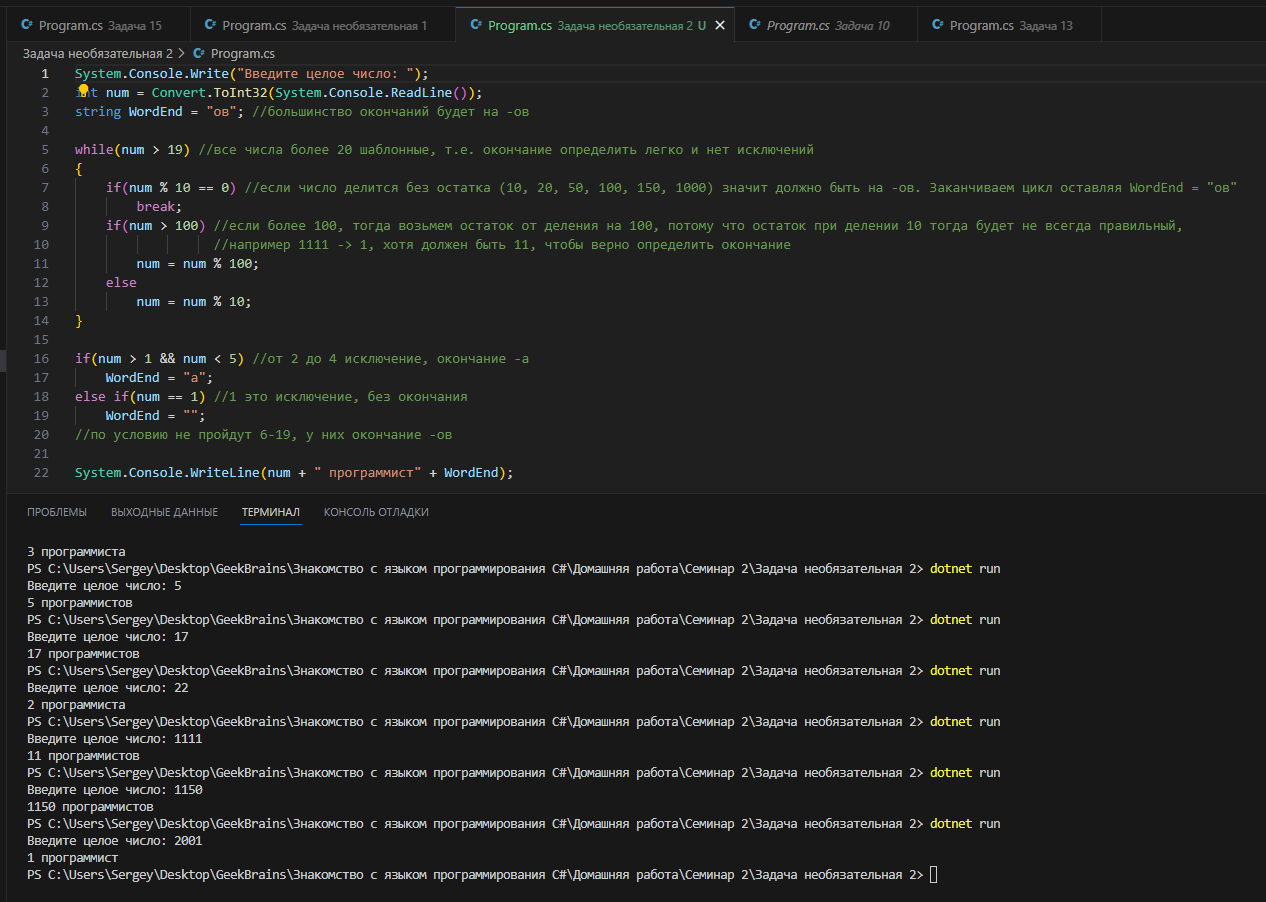 Program.cs Задача 15 Program.cs Задача необязательная 1 Program.cs Задача необязательная 2 U Program.cs Задача 10 Program.cs Задача 13
Задача необязательная 2 > Program.cs
1 System.Console.Write("Введите целое число: ");
2 int num = Convert.ToInt32(System.Console.ReadLine());
3 string WordEnd = "ов"; //большинство окончаний будет на -ов
4
5 while(num > 19) //все числа более 20 шаблонные, т.е. окончание определить легко и нет исключений
6 {
7 if(num % 10 == 0) //если число делится без остатка (10, 20, 50, 100, 150, 1000) значит должно быть на -ов. Заканчиваем цикл оставляя WordEnd = "ов"
8 break;
9 if(num > 100) //если более 100, тогда возьмем остаток от деления на 100, потому что остаток при делении 10 тогда будет не всегда правильный,
10 //например 1111 -> 1, хотя должен быть 11, чтобы верно определить окончание
11 num = num % 100;
12 else
13 num = num % 10;
14 }
15
16 if(num > 1 && num < 5) //от 2 до 4 исключение, окончание -а
17 WordEnd = "а";
18 else if(num == 1) //1 это исключение, без окончания
19 WordEnd = "";
20 //по условию не пройдут 6-19, у них окончание -ов
21
22 System.Console.WriteLine(num + " программист" + WordEnd);
ПРОБЛЕМЫ ВЫХОДНЫЕ ДАННЫЕ ТЕРМИНАЛ КОНСОЛЬ ОТЛАДКИ
3 программиста
PS C:\Users\Sergey\Desktop\GeekBrains\Знакомство с языком программирования C#\Домашняя работа\Семинар 2\Задача необязательная 2> dotnet run
Введите целое число: 5
5 программистов
PS C:\Users\Sergey\Desktop\GeekBrains\Знакомство с языком программирования C#\Домашняя работа\Семинар 2\Задача необязательная 2> dotnet run
Введите целое число: 17
17 программистов
PS C:\Users\Sergey\Desktop\GeekBrains\Знакомство с языком программирования C#\Домашняя работа\Семинар 2\Задача необязательная 2> dotnet run
Введите целое число: 22
2 программиста
PS C:\Users\Sergey\Desktop\GeekBrains\Знакомство с языком программирования C#\Домашняя работа\Семинар 2\Задача необязательная 2> dotnet run
Введите целое число: 1111
11 программистов
PS C:\Users\Sergey\Desktop\GeekBrains\Знакомство с языком программирования C#\Домашняя работа\Семинар 2\Задача необязательная 2> dotnet run
Введите целое число: 1150
1150 программистов
PS C:\Users\Sergey\Desktop\GeekBrains\Знакомство с языком программирования C#\Домашняя работа\Семинар 2\Задача необязательная 2> dotnet run
Введите целое число: 2001
1 программист
PS C:\Users\Sergey\Desktop\GeekBrains\Знакомство с языком программирования C#\Домашняя работа\Семинар 2\Задача необязательная 2>